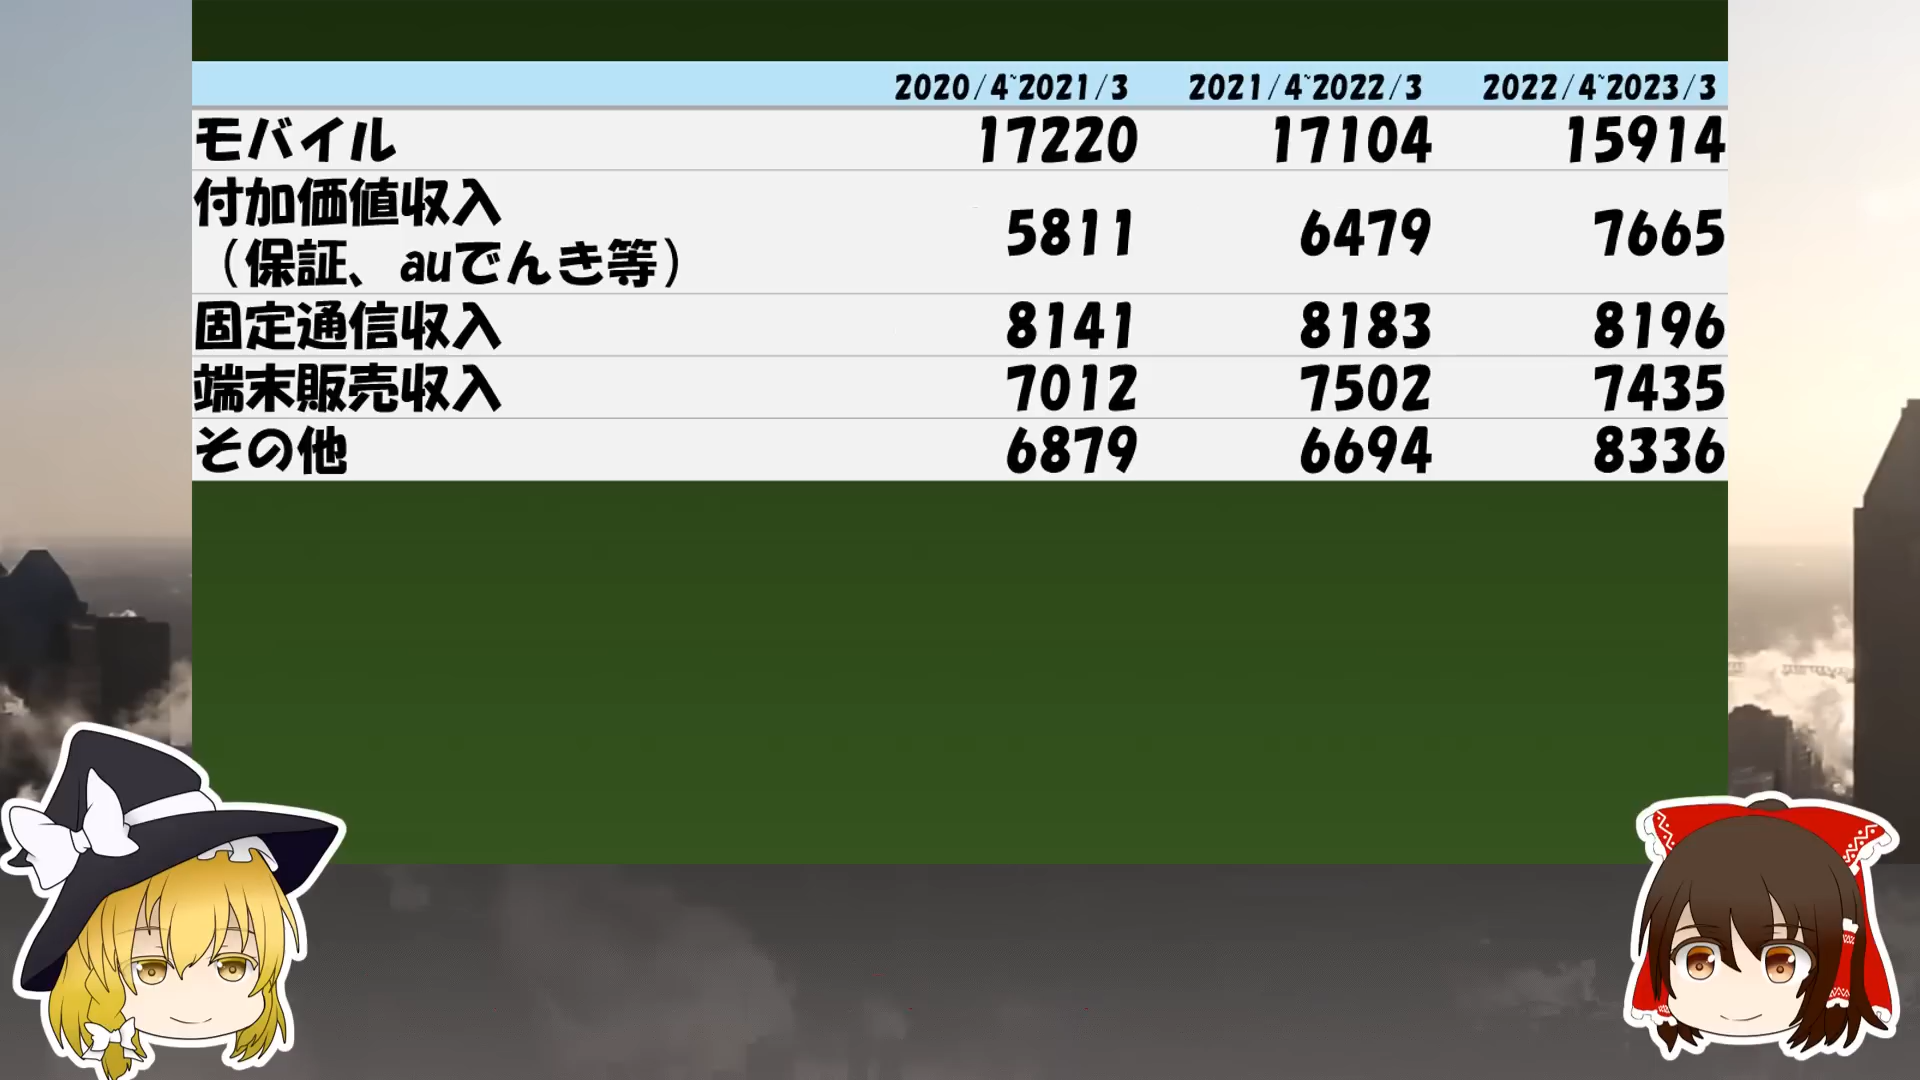 2020/4~2021/3 2021/4~2022/3 2022/4~2023/3
モバイル 17220 17104 15914
付加価値収入
（保証、auでんき等） 5811 6479 7665
固定通信収入 8141 8183 8196
端末販売収入 7012 7502 7435
その他 6879 6694 8336